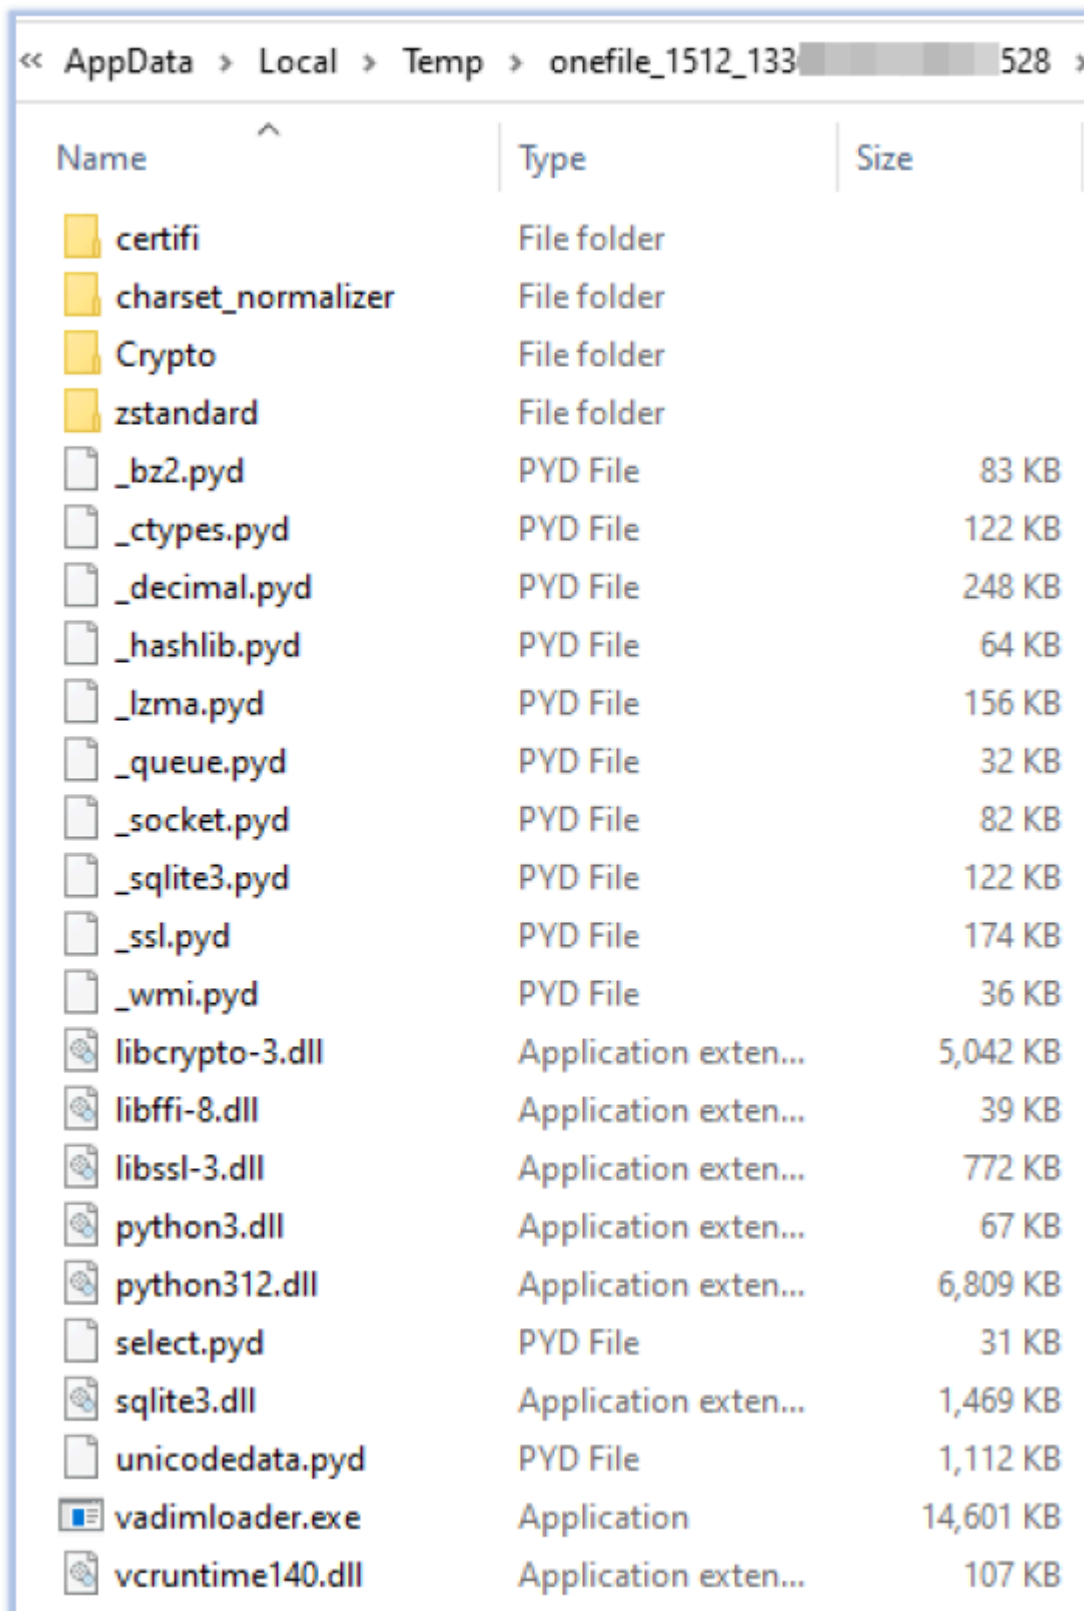 « AppData > Local > Temp > onefile_1512_133 528 >
Name Type Size
certifi File folder
charset_normalizer File folder
Crypto File folder
zstandard File folder
_bz2.pyd PYD File 83 KB
_ctypes.pyd PYD File 122 KB
_decimal.pyd PYD File 248 KB
_hashlib.pyd PYD File 64 KB
_lzma.pyd PYD File 156 KB
_queue.pyd PYD File 32 KB
_socket.pyd PYD File 82 KB
_sqlite3.pyd PYD File 122 KB
_ssl.pyd PYD File 174 KB
_wmi.pyd PYD File 36 KB
libcrypto-3.dll Application exten... 5,042 KB
libffi-8.dll Application exten... 39 KB
libssl-3.dll Application exten... 772 KB
python3.dll Application exten... 67 KB
python312.dll Application exten... 6,809 KB
select.pyd PYD File 31 KB
sqlite3.dll Application exten... 1,469 KB
unicodedata.pyd PYD File 1,112 KB
vadimloader.exe Application 14,601 KB
vcruntime140.dll Application exten... 107 KB